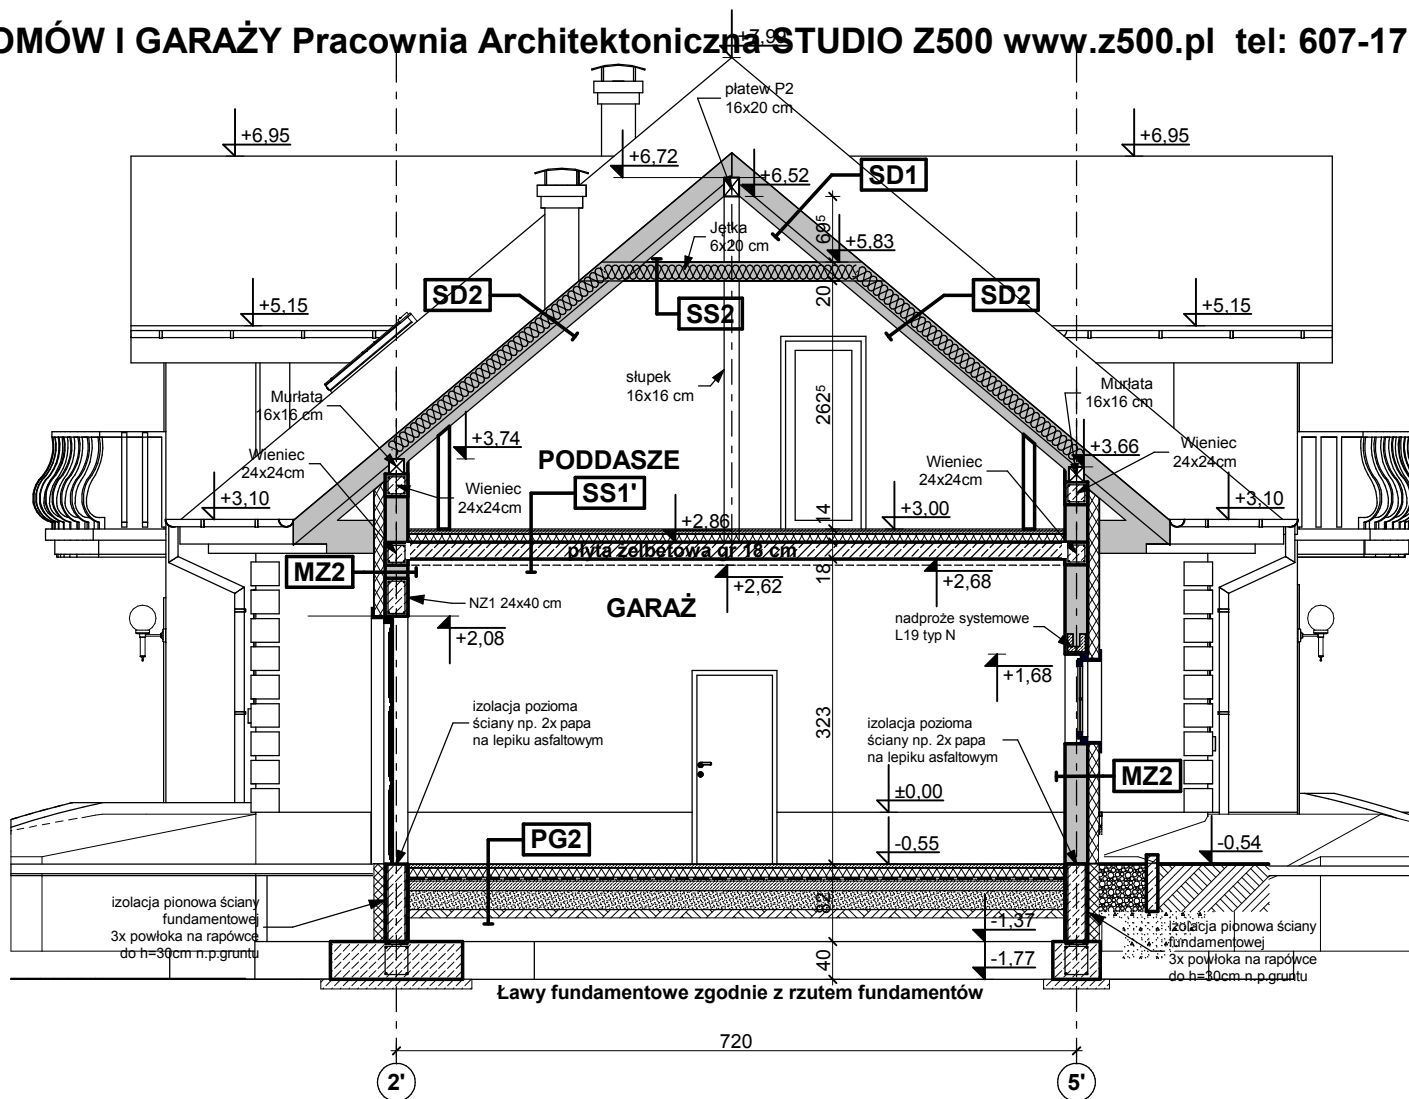 OMÓW I GARAŻY Pracownia Architektoniczna STUDIO Z500 www.z500.pl tel: 607-17
płatew P2
16x20 cm
+6,95
+6,95
+6,72
+6,52
SD1
Jętka
6x20 cm
69⁵
+5,83
SD2
SD2
SS2
20
+5,15
+5,15
słupek
16x16 cm
262⁵
Murłata
16x16 cm
Murłata
16x16 cm
+3,74
+3,66
Wieniec
24x24cm
PODDASZE
Wieniec
24x24cm
Wieniec
24x24cm
Wieniec
24x24cm
SS1'
+3,10
+3,10
+2,86
14
+3,00
płyta żelbetowa gr 18 cm
MZ2
18
+2,62
+2,68
NZ1 24x40 cm
GARAŻ
nadproże systemowe
L19 typ N
+2,08
+1,68
izolacja pozioma
ściany np. 2x papa
na lepiku asfaltowym
323
izolacja pozioma
ściany np. 2x papa
na lepiku asfaltowym
MZ2
±0,00
PG2
-0,55
-0,54
izolacja pionowa ściany
fundamentowej
3x powłoka na rapówce
do h=30cm n.p.gruntu
82
-1,37
izolacja pionowa ściany
fundamentowej
3x powłoka na rapówce
do h=30cm n.p.gruntu
40
-1,77
Ławy fundamentowe zgodnie z rzutem fundamentów
720
2'
5'